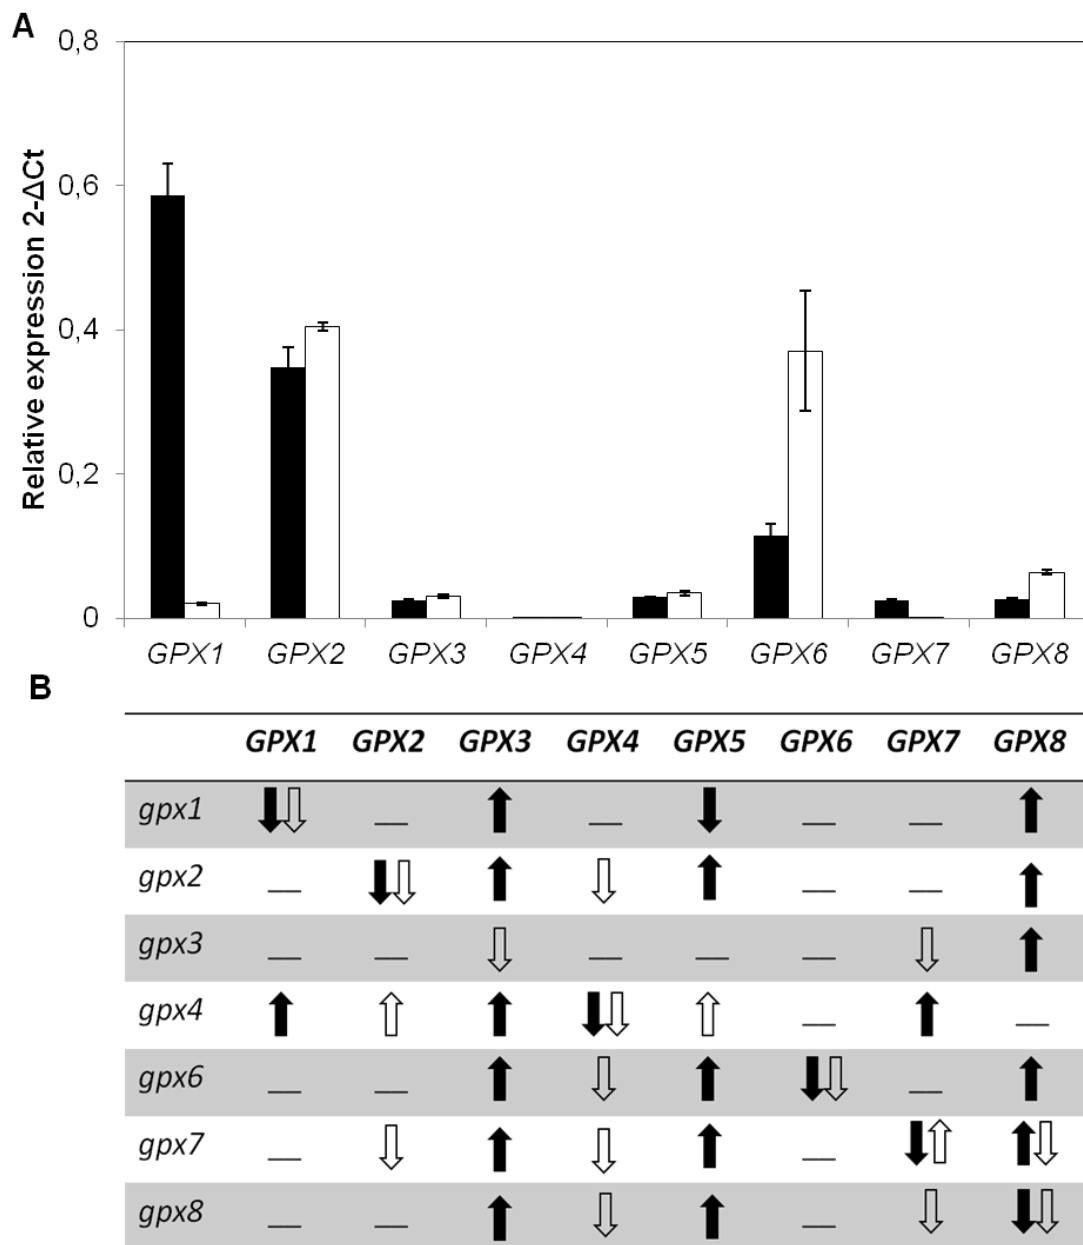 A
0,8
0,6
0,4
0,2
0
Relative expression 2-ΔCt
GPX1 GPX2 GPX3 GPX4 GPX5 GPX6 GPX7 GPX8
B
GPX1 GPX2 GPX3 GPX4 GPX5 GPX6 GPX7 GPX8
gpx1
gpx2
gpx3
gpx4
gpx6
gpx7
gpx8